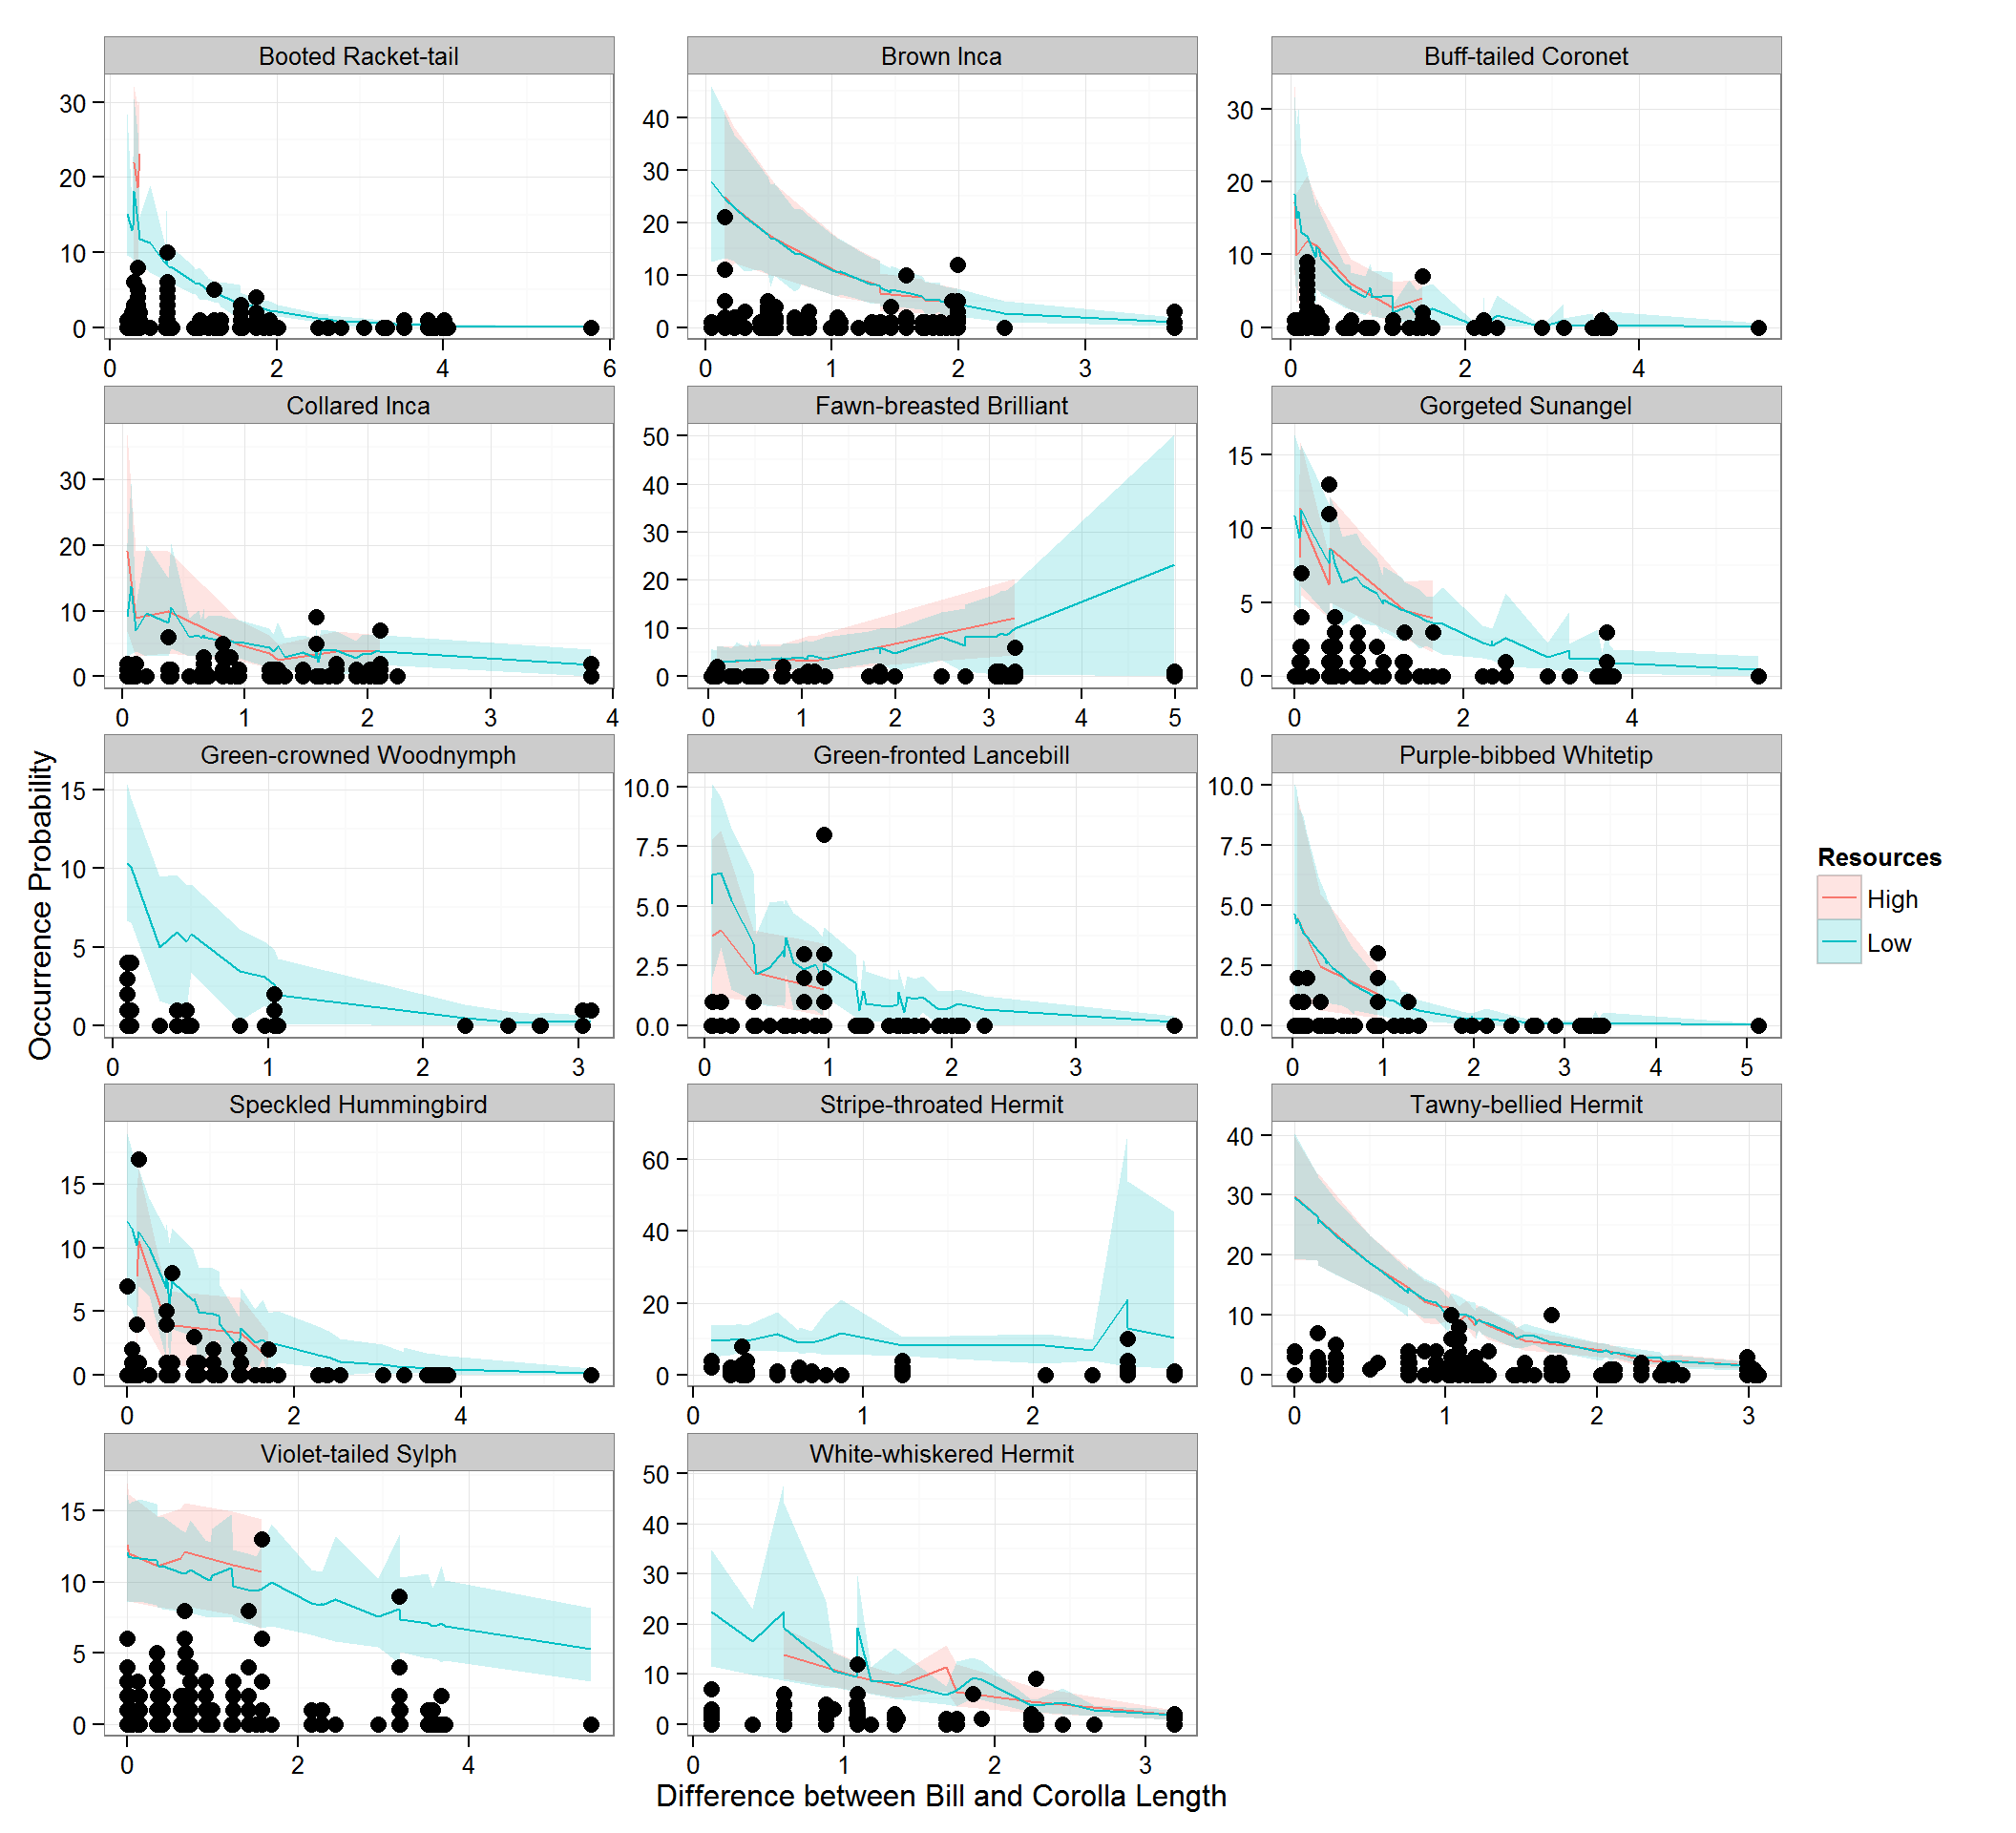 Booted Racket-tail
Brown Inca
Buff-tailed Coronet
30
20
10
0
0 2 4 6
40
30
20
10
0
0 1 2 3
30
20
10
0
0 2 4
Collared Inca
Fawn-breasted Brilliant
Gorgeted Sunangel
30
20
10
0
0 1 2 3 4
50
40
30
20
10
0
0 1 2 3 4 5
15
10
5
0
0 2 4
Green-crowned Woodnymph
Green-fronted Lancebill
Purple-bibbed Whitetip
15
10
5
0
0 1 2 3
10.0
7.5
5.0
2.5
0.0
0 1 2 3
10.0
7.5
5.0
2.5
0.0
0 1 2 3 4 5
Speckled Hummingbird
Stripe-throated Hermit
Tawny-bellied Hermit
15
10
5
0
0 2 4
60
40
20
0
0 1 2
40
30
20
10
0
0 1 2 3
Violet-tailed Sylph
White-whiskered Hermit
15
10
5
0
0 2 4
50
40
30
20
10
0
0 1 2 3
Occurrence Probability
Difference between Bill and Corolla Length
Resources
High
Low